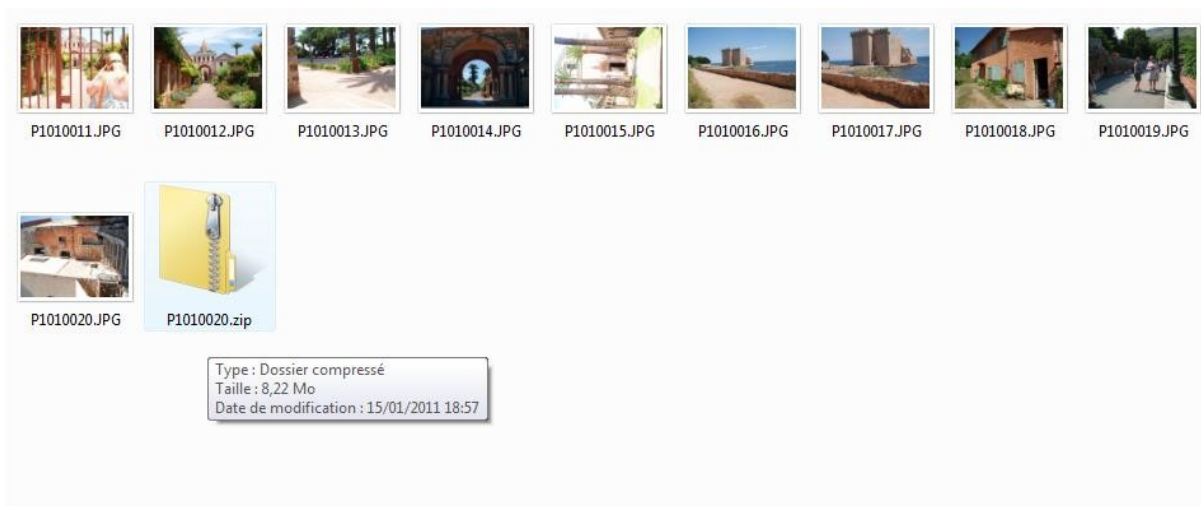 P1010011.JPG P1010012.JPG P1010013.JPG P1010014.JPG P1010015.JPG P1010016.JPG P1010017.JPG P1010018.JPG P1010019.JPG
P1010020.JPG P1010020.zip
Type : Dossier compressé
Taille : 8,22 Mo
Date de modification : 15/01/2011 18:57